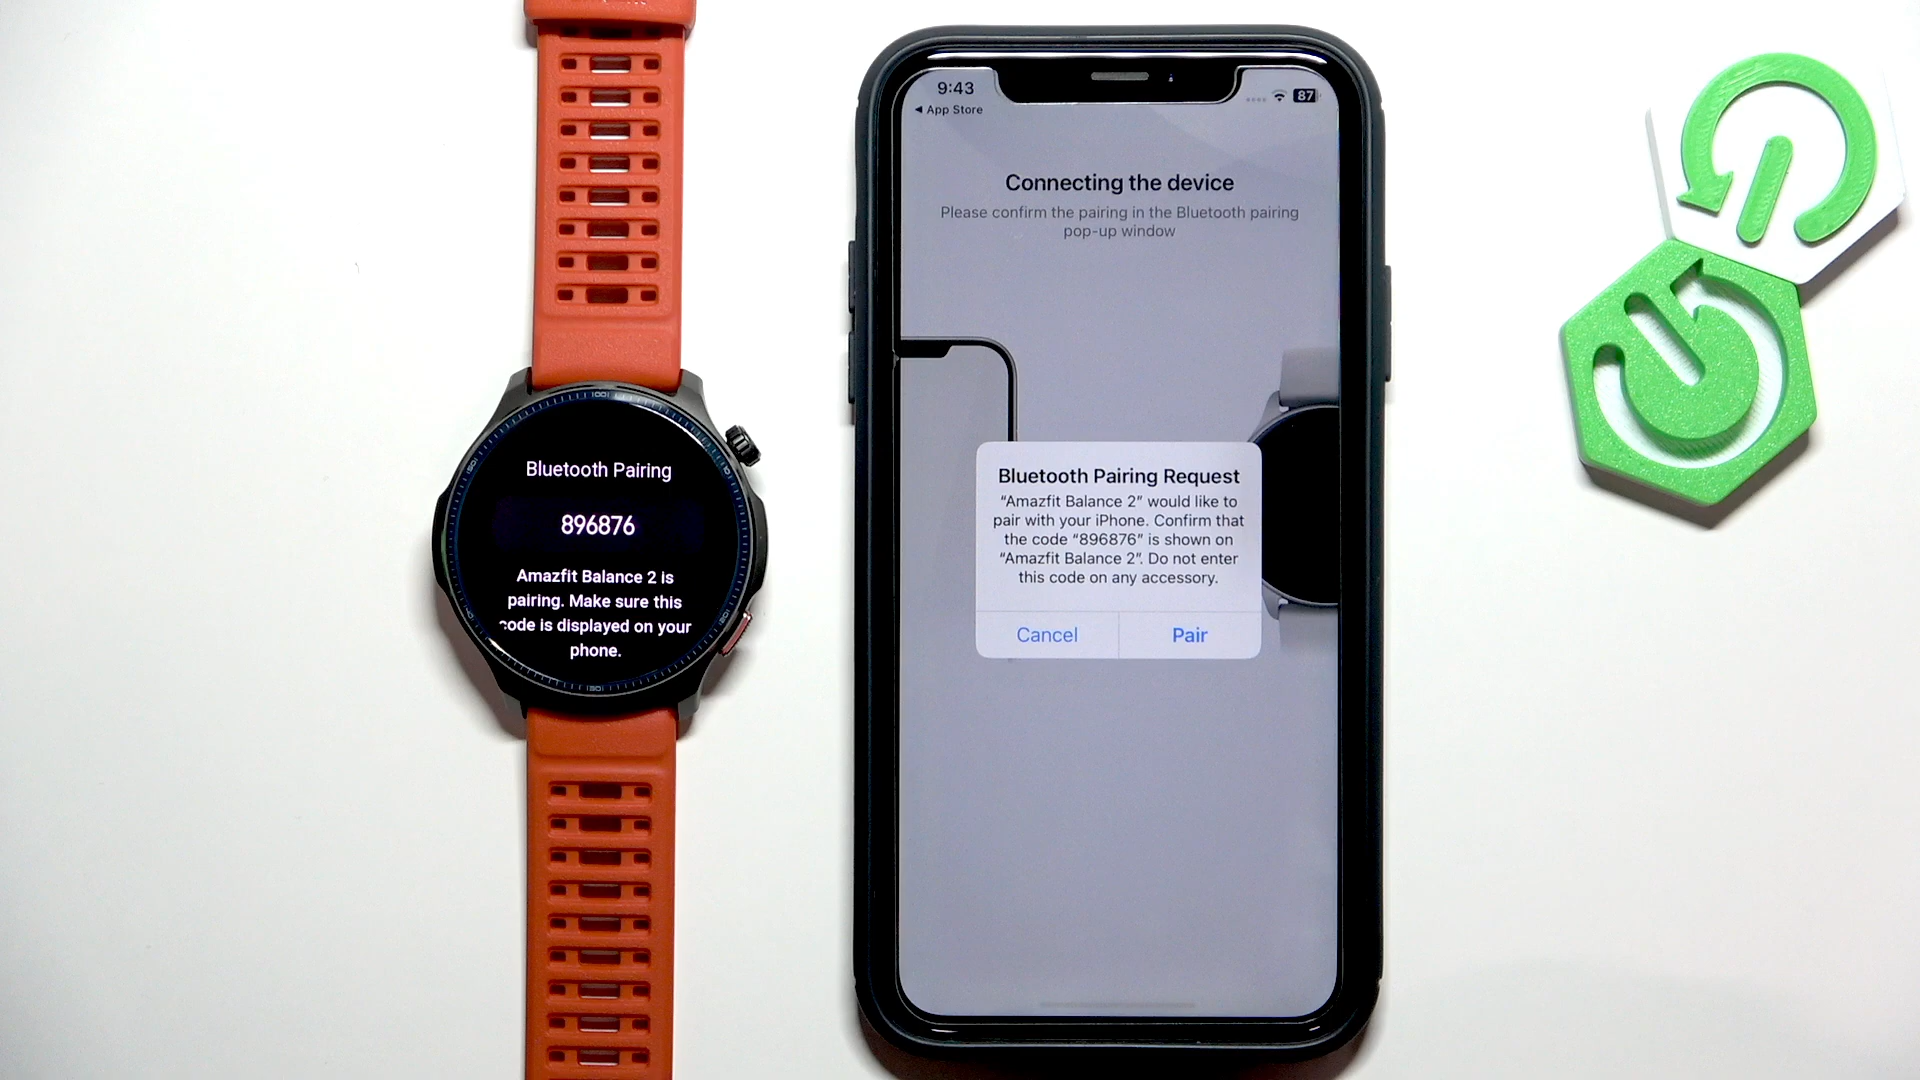 Bluetooth Pairing
896876
Amazfit Balance 2 is
pairing. Make sure this
code is displayed on your
phone.
9:43
87
◀ App Store
Connecting the device
Please confirm the pairing in the Bluetooth pairing
pop-up window
Bluetooth Pairing Request
“Amazfit Balance 2” would like to
pair with your iPhone. Confirm that
the code “896876” is shown on
“Amazfit Balance 2”. Do not enter
this code on any accessory.
Cancel
Pair